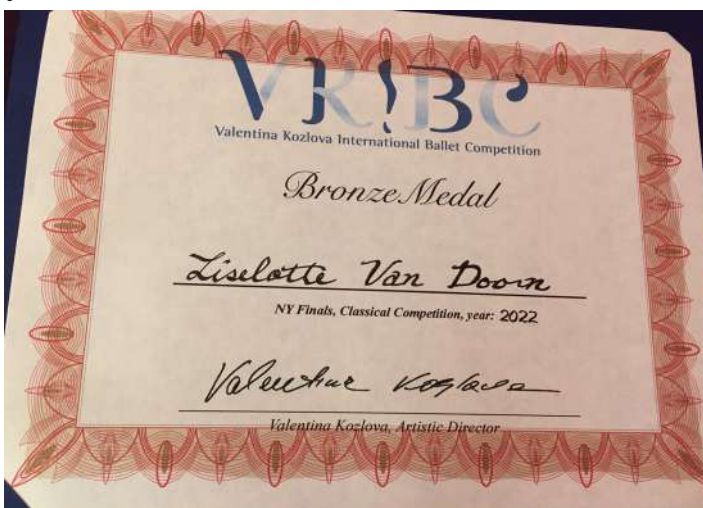 VKIBC
Valentina Kozlova International Ballet Competition
Bronze Medal
Liselotte Van Doorn
NY Finals, Classical Competition, year: 2022
Valentina Kozlova
Valentina Kozlova, Artistic Director